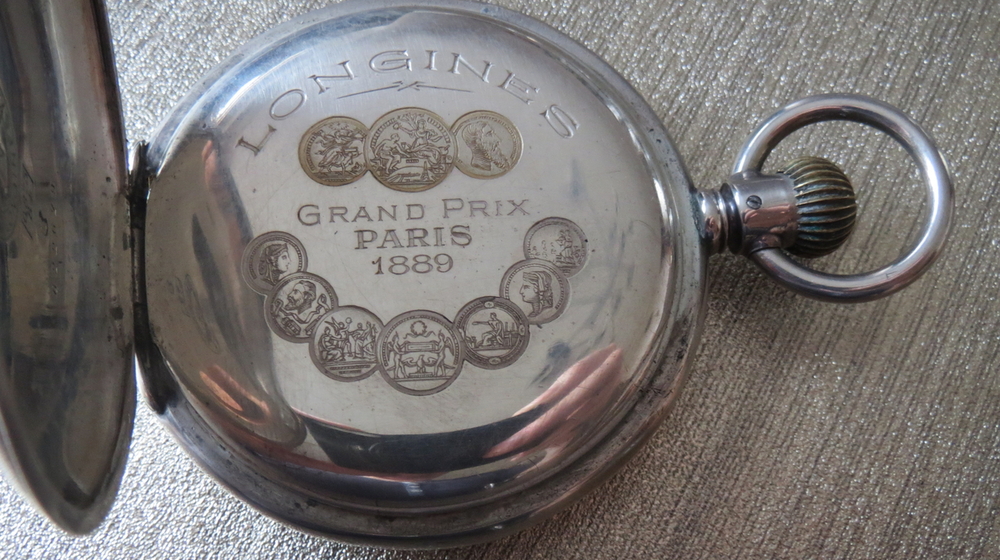 LONGINES
GRAND PRIX
PARIS
1889